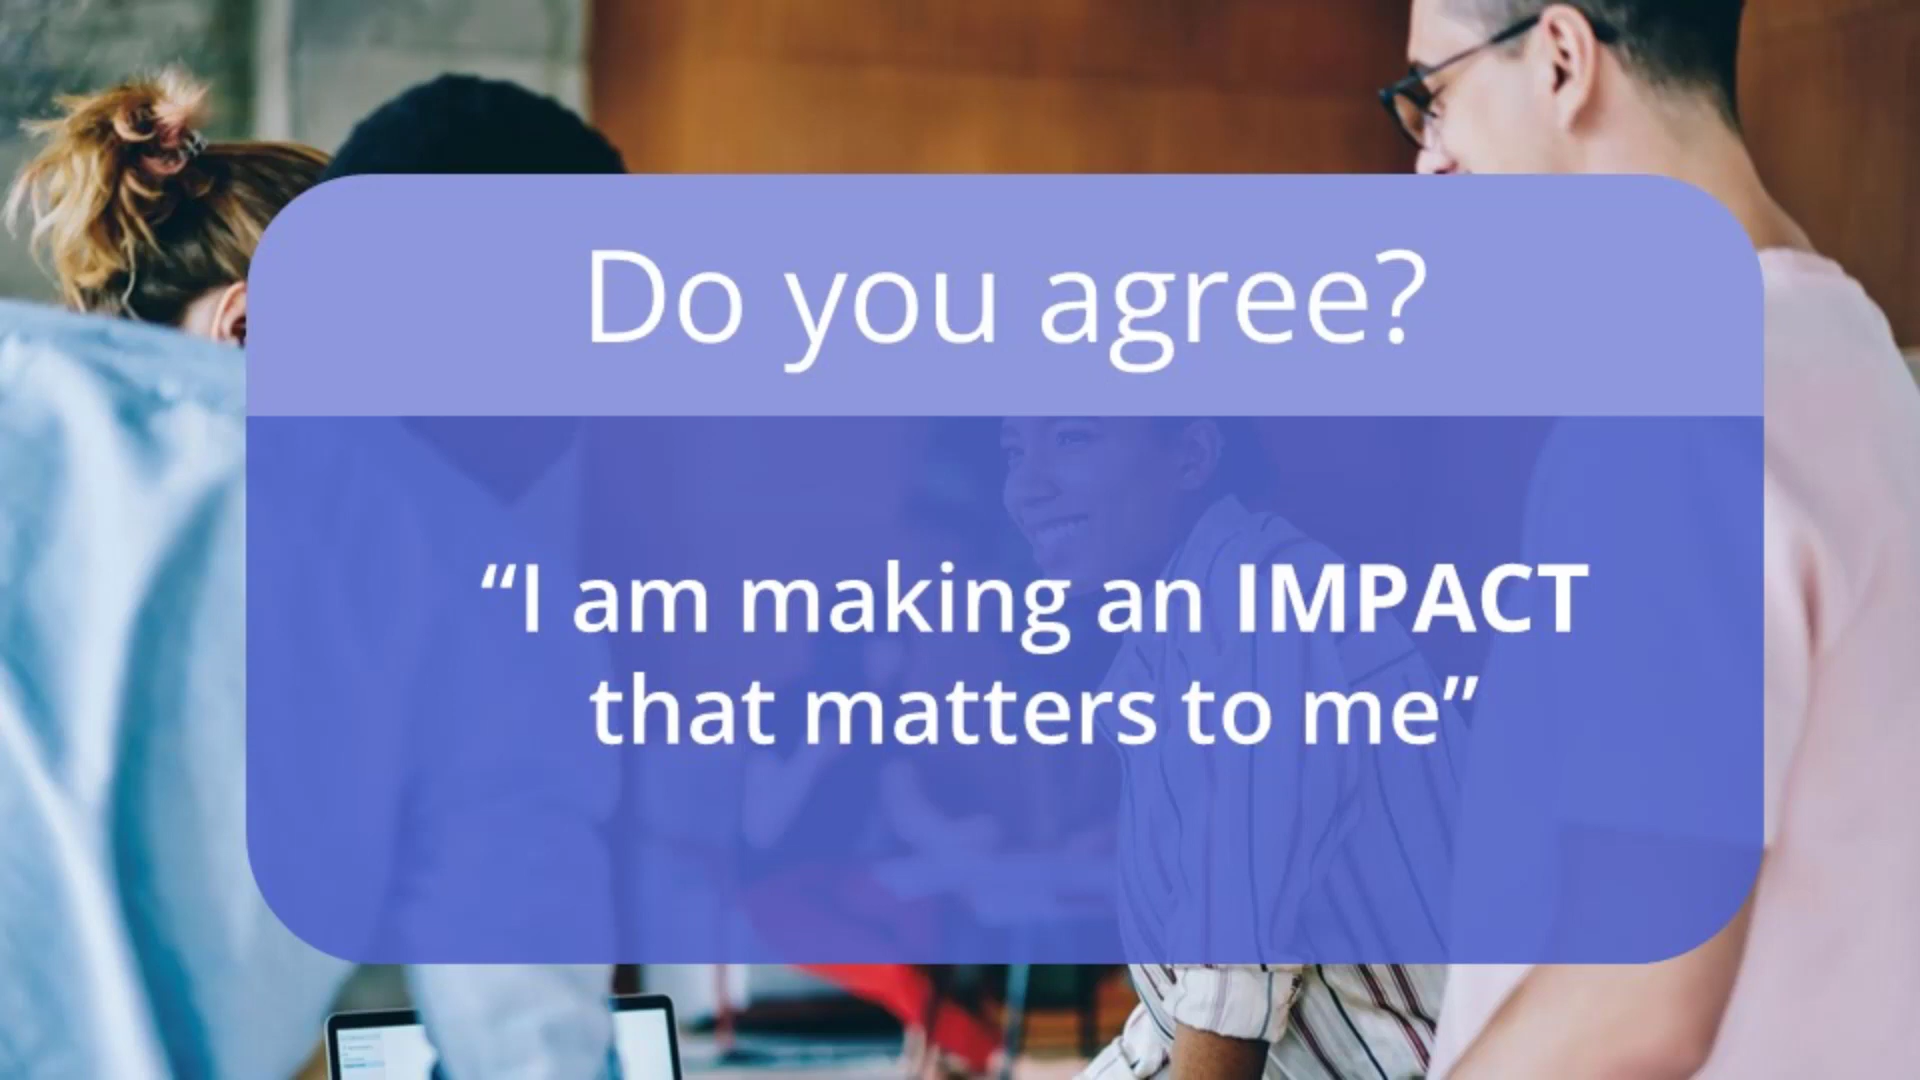 Do you agree?
“I am making an IMPACT
that matters to me”